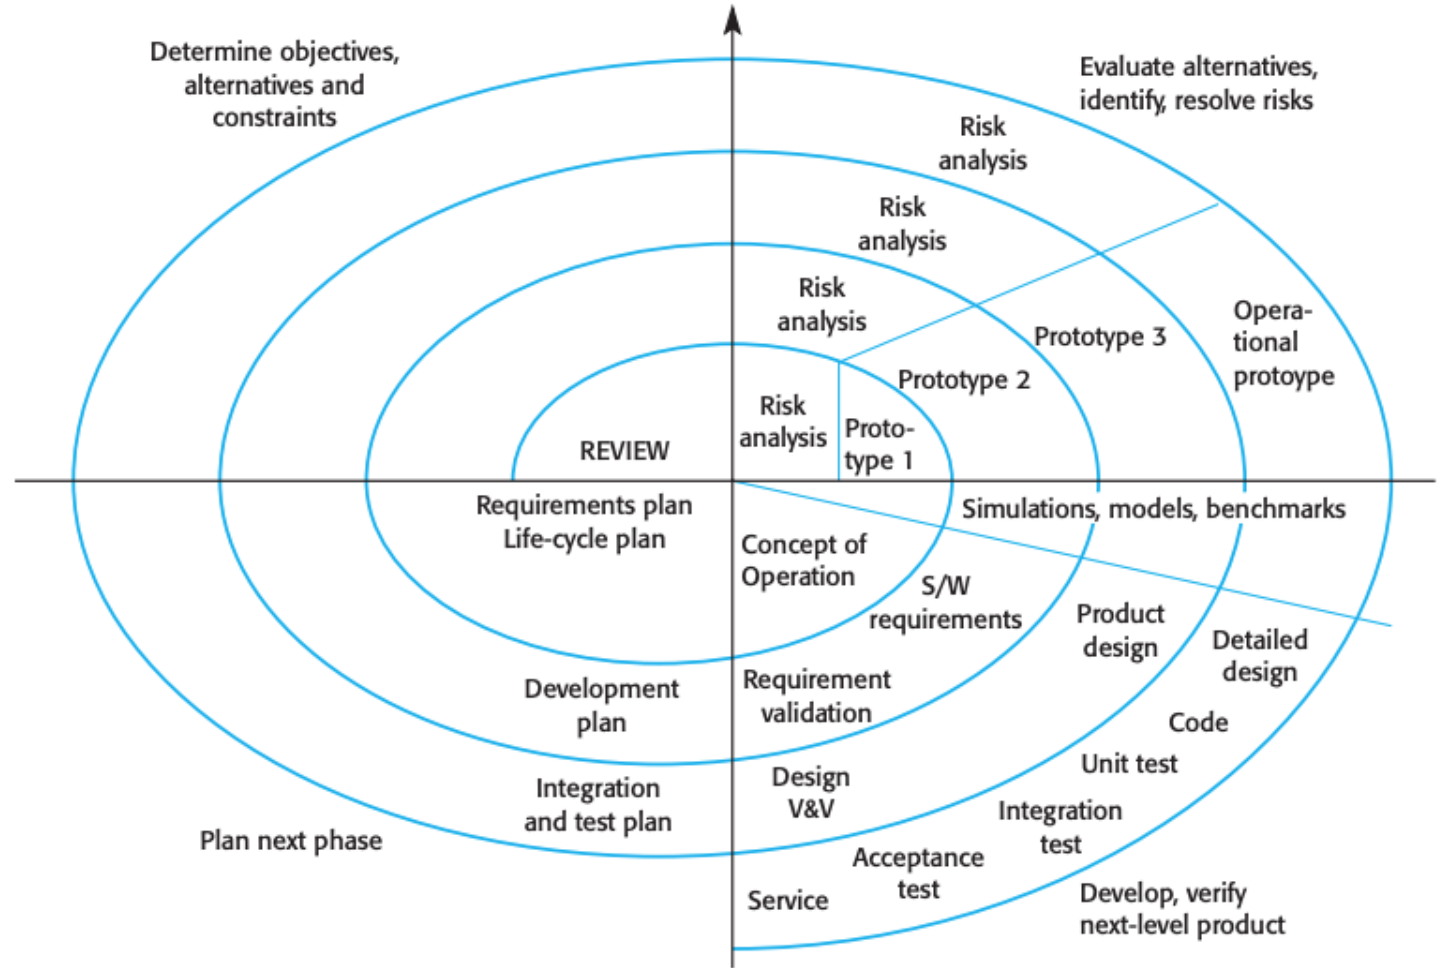 Determine objectives,
alternatives and
constraints
Evaluate alternatives,
identify, resolve risks
Risk
analysis
Risk
analysis
Risk
analysis
Risk
analysis
Proto-
type 1
Prototype 2
Prototype 3
Opera-
tional
protoype
REVIEW
Requirements plan
Life-cycle plan
Simulations, models, benchmarks
Concept of
Operation
S/W
requirements
Product
design
Detailed
design
Development
plan
Requirement
validation
Code
Unit test
Integration
and test plan
Design
V&V
Integration
test
Plan next phase
Acceptance
test
Service
Develop, verify
next-level product